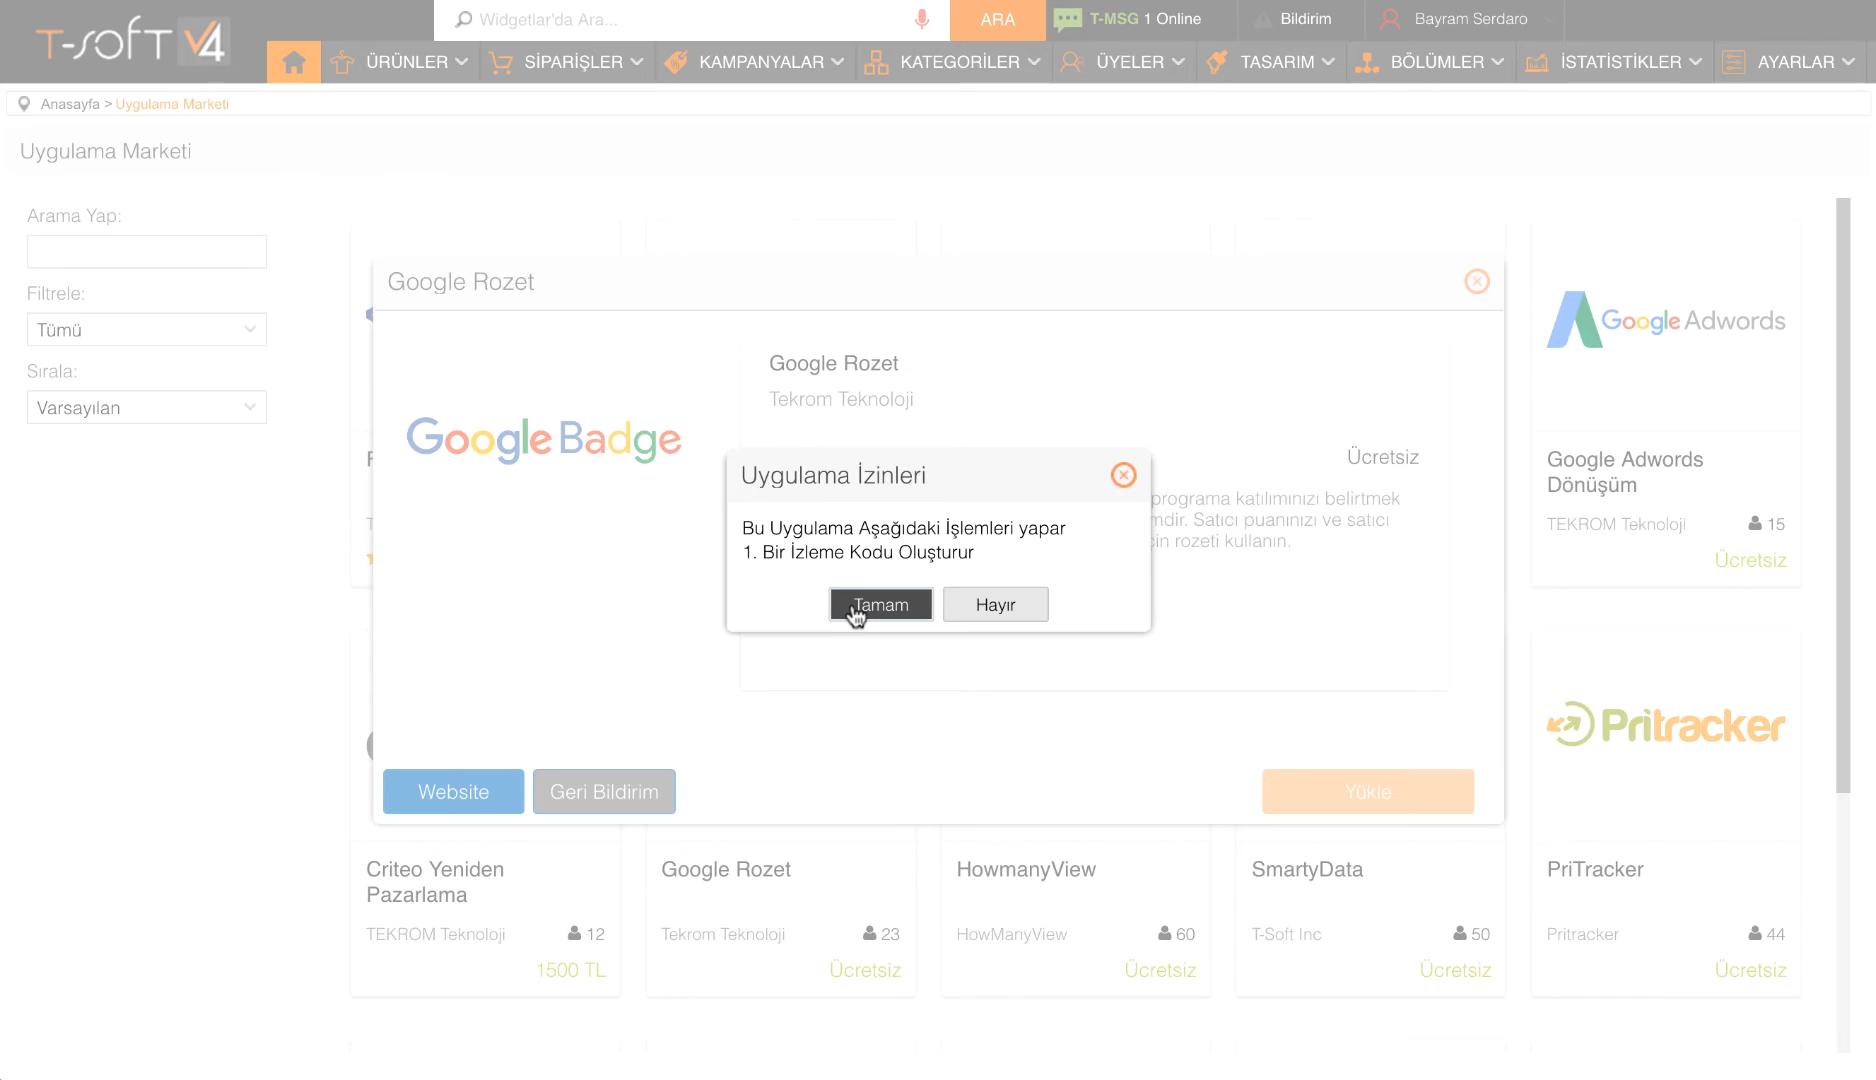 T-SOFT V4
Widgetlar'da Ara...
ARA
T-MSG 1 Online
Bildirim
Bayram Serdaro
ÜRÜNLER
SİPARİŞLER
KAMPANYALAR
KATEGORİLER
ÜYELER
TASARIM
BÖLÜMLER
İSTATİSTİKLER
AYARLAR
Anasayfa > Uygulama Marketi
Uygulama Marketi
Arama Yap:
Filtrele:
Tümü
Sırala:
Varsayılan
Google Rozet
Google Badge
Google Rozet
Tekrom Teknoloji
Ücretsiz
programa katılımınızı belirtmek
Satıcı puanınızı ve satıcı
rozeti kullanın.
Uygulama İzinleri
Bu Uygulama Aşağıdaki İşlemleri yapar
1. Bir İzleme Kodu Oluşturur
Tamam
Hayır
Website
Geri Bildirim
Yükle
Google Adwords
Google Adwords
Dönüşüm
TEKROM Teknoloji
15
Ücretsiz
Pritracker
Criteo Yeniden
Pazarlama
TEKROM Teknoloji
12
1500 TL
Google Rozet
Tekrom Teknoloji
23
Ücretsiz
HowmanyView
HowManyView
60
Ücretsiz
SmartyData
T-Soft Inc
50
Ücretsiz
PriTracker
Pritracker
44
Ücretsiz